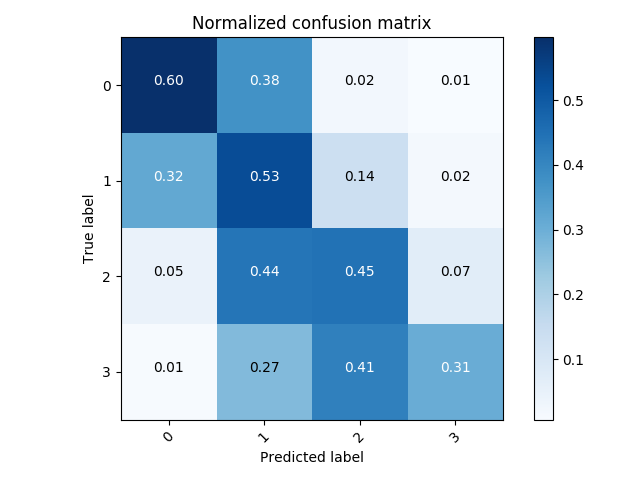 Normalized confusion matrix
True label
0 0.60 0.38 0.02 0.01
1 0.32 0.53 0.14 0.02
2 0.05 0.44 0.45 0.07
3 0.01 0.27 0.41 0.31
0 1 2 3
Predicted label
0.5
0.4
0.3
0.2
0.1